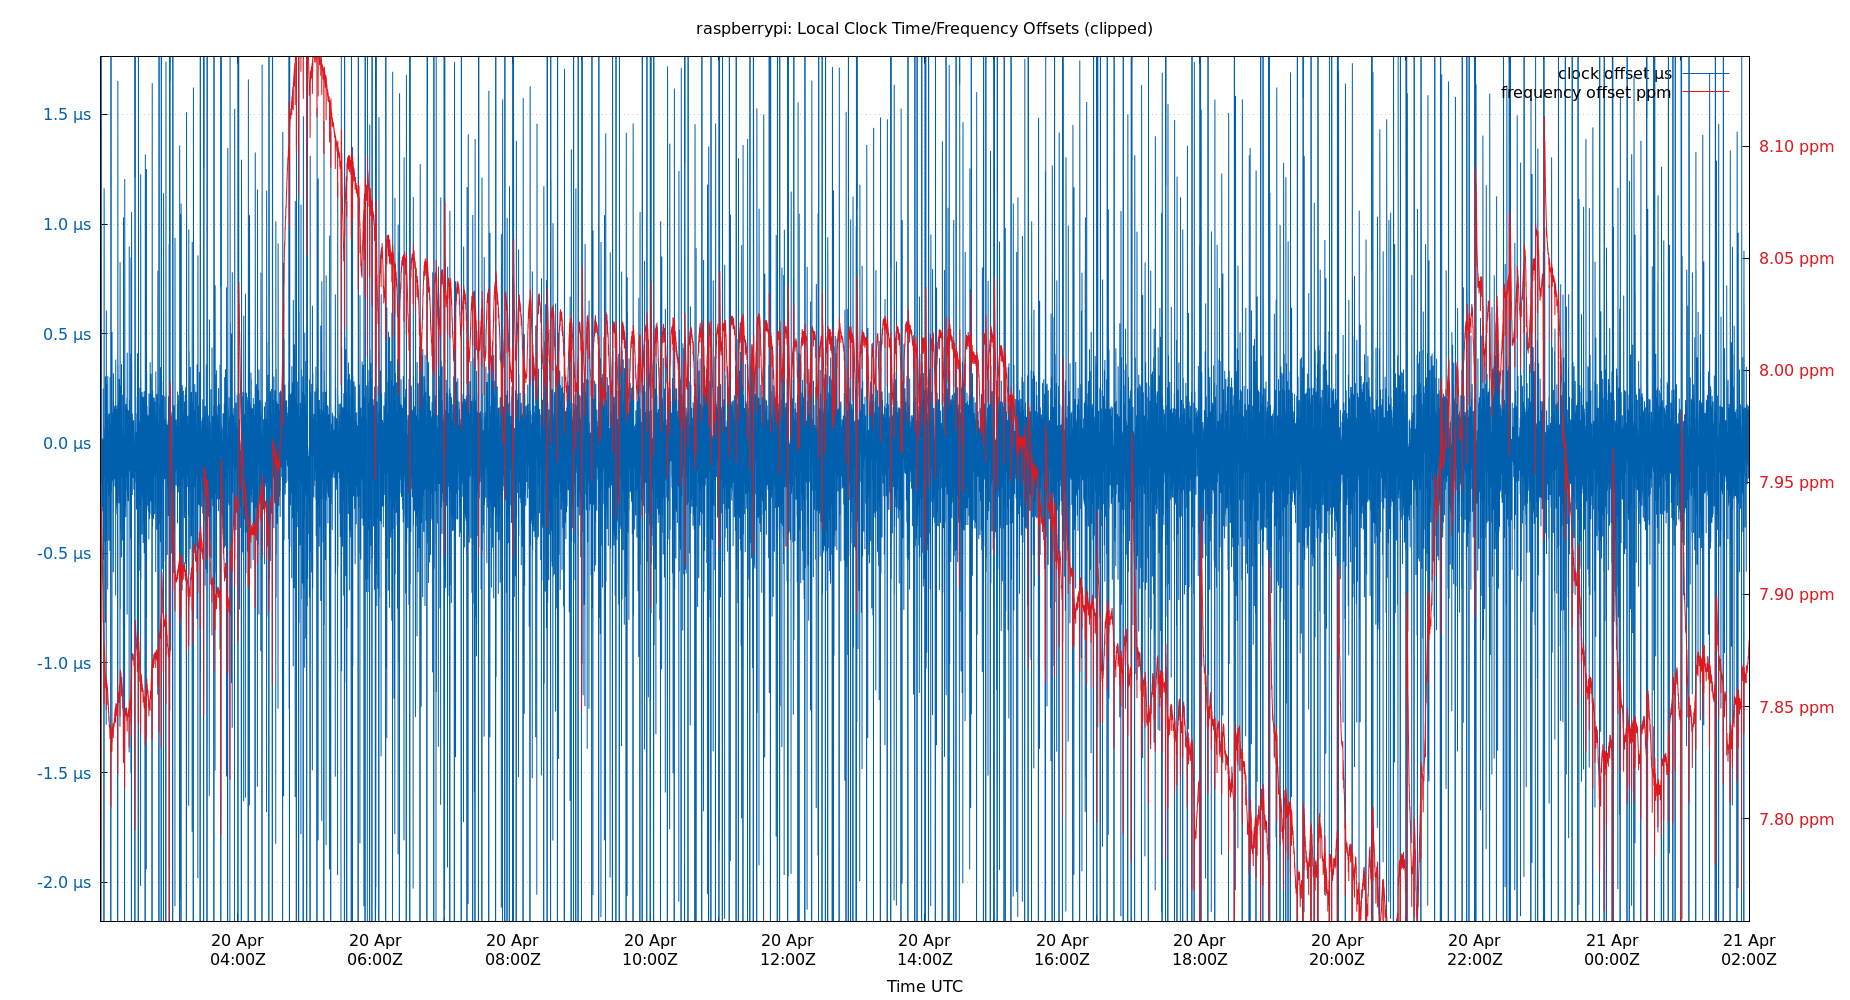 raspberrypi: Local Clock Time/Frequency Offsets (clipped)
clock offset µs
frequency offset ppm
1.5 µs
1.0 µs
0.5 µs
0.0 µs
-0.5 µs
-1.0 µs
-1.5 µs
-2.0 µs
8.10 ppm
8.05 ppm
8.00 ppm
7.95 ppm
7.90 ppm
7.85 ppm
7.80 ppm
20 Apr 20 Apr 20 Apr 20 Apr 20 Apr 20 Apr 20 Apr 20 Apr 20 Apr 20 Apr 21 Apr 21 Apr
04:00Z 06:00Z 08:00Z 10:00Z 12:00Z 14:00Z 16:00Z 18:00Z 20:00Z 22:00Z 00:00Z 02:00Z
Time UTC